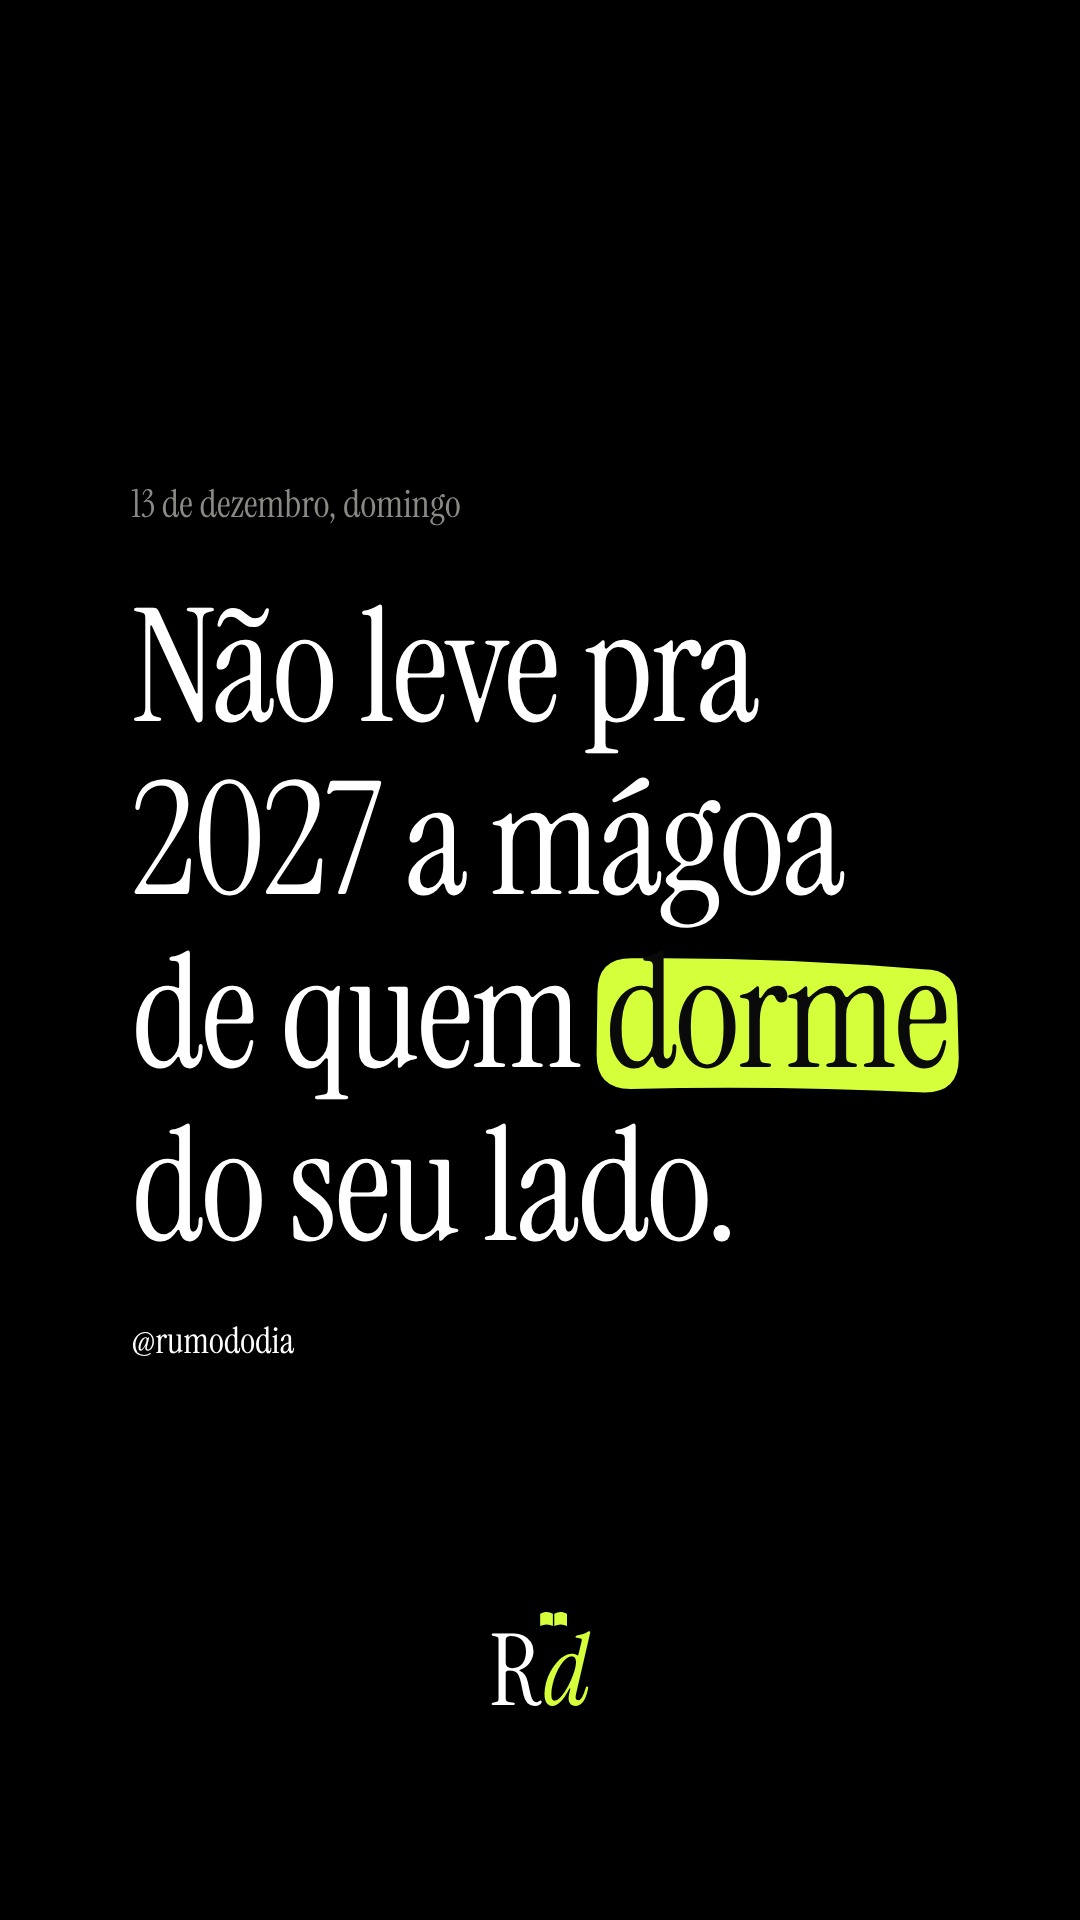 13 de dezembro, domingo
Não leve pra
2027 a mágoa
de quem dorme
do seu lado.
@rumododia
Rd